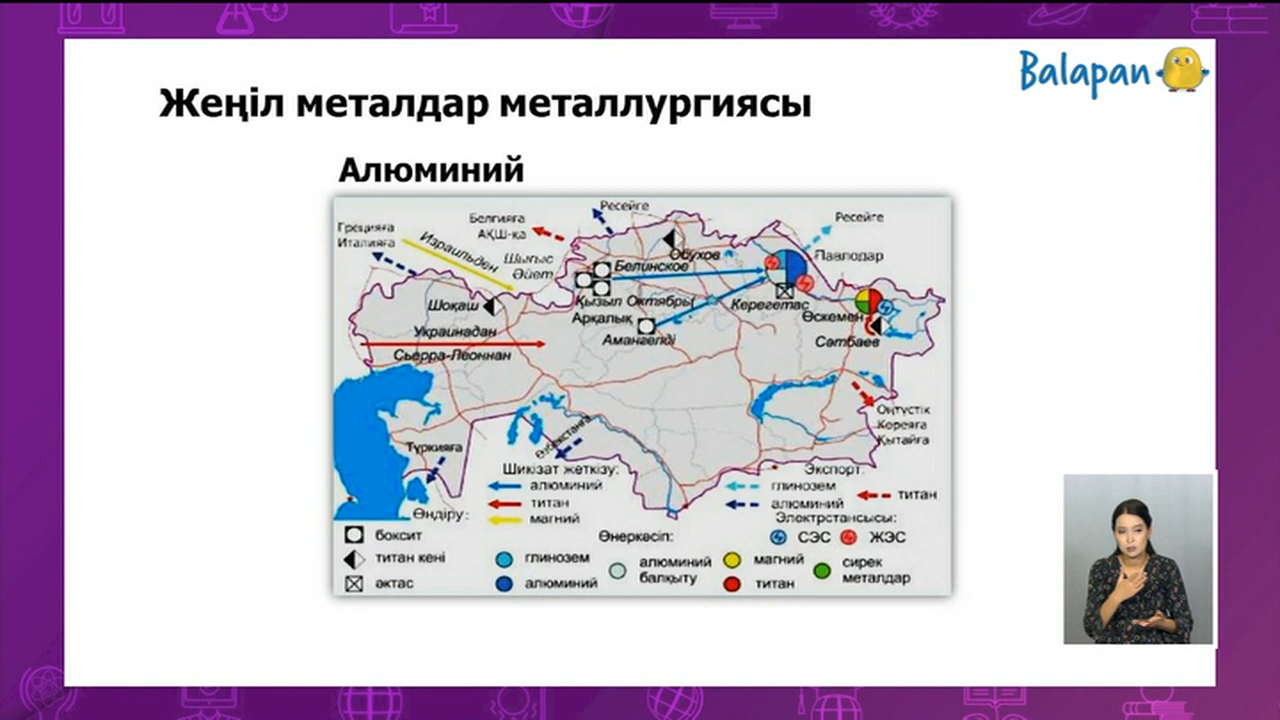 Balapan
Жеңіл металдар металлургиясы
Алюминий
Ресейге
Белгияға
АҚШ-қа
Ресейге
Грецияға
Италияға
Израильден
Шығыс
Әйет
Обухов
Белинское
Павлодар
Қызыл Октябрь
Шоқаш
Арқалық
Керегетас
Өскемен
Украинадан
Амангелді
Сәтбаев
Сьерра-Леоннан
Оңтүстік
Кореяға
Қытайға
Түркияға
Өзбекстанға
Шикізат жеткізу:
алюминий
титан
магний
Экспорт:
глинозем
алюминий
титан
Өндіру:
боксит
титан кені
әктас
Өнеркәсіп:
глинозем
алюминий
алюминий
балқыту
магний
титан
сирек
металдар
Электрстансысы:
СЭС
ЖЭС